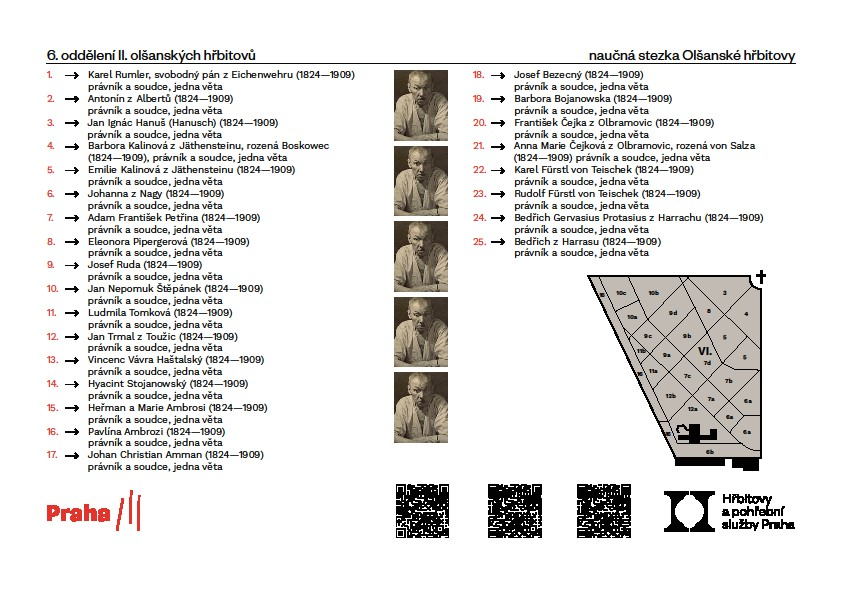 6. oddělení II. olšanských hřbitovů
naučná stezka Olšanské hřbitovy
1. → Karel Rumler, svobodný pán z Eichenwehru (1824—1909)
právník a soudce, jedna věta
2. → Antonín z Albertů (1824—1909)
právník a soudce, jedna věta
3. → Jan Ignác Hanuš (Hanusch) (1824—1909)
právník a soudce, jedna věta
4. → Barbora Kalinová z Jäthensteinu, rozená Boskowec
(1824—1909), právník a soudce, jedna věta
5. → Emilie Kalinová z Jäthensteinu (1824—1909)
právník a soudce, jedna věta
6. → Johanna z Nagy (1824—1909)
právník a soudce, jedna věta
7. → Adam František Petřina (1824—1909)
právník a soudce, jedna věta
8. → Eleonora Pipergerová (1824—1909)
právník a soudce, jedna věta
9. → Josef Ruda (1824—1909)
právník a soudce, jedna věta
10. → Jan Nepomuk Štěpánek (1824—1909)
právník a soudce, jedna věta
11. → Ludmila Tomková (1824—1909)
právník a soudce, jedna věta
12. → Jan Trmal z Toužic (1824—1909)
právník a soudce, jedna věta
13. → Vincenc Vávra Haštalský (1824—1909)
právník a soudce, jedna věta
14. → Hyacint Stojanowský (1824—1909)
právník a soudce, jedna věta
15. → Heřman a Marie Ambrosi (1824—1909)
právník a soudce, jedna věta
16. → Pavlína Ambrozi (1824—1909)
právník a soudce, jedna věta
17. → Johan Christian Amman (1824—1909)
právník a soudce, jedna věta
18. → Josef Bezecný (1824—1909)
právník a soudce, jedna věta
19. → Barbora Bojanowska (1824—1909)
právník a soudce, jedna věta
20. → František Čejka z Olbramovic (1824—1909)
právník a soudce, jedna věta
21. → Anna Marie Čejková z Olbramovic, rozená von Salza
(1824—1909) právník a soudce, jedna věta
22. → Karel Fürstl von Teischek (1824—1909)
právník a soudce, jedna věta
23. → Rudolf Fürstl von Teischek (1824—1909)
právník a soudce, jedna věta
24. → Bedřich Gervasius Protasius z Harrachu (1824—1909)
právník a soudce, jedna věta
25. → Bedřich z Harrasu (1824—1909)
právník a soudce, jedna věta
10c 10b 3
10a 9d 8 4
9c 9b 5
11b 9a VI. 5
7d
11a 7c 7b
12b 7a 6a
12a 6a
6a
6b
Praha
Hřbitovy
a pohřební
služby Praha